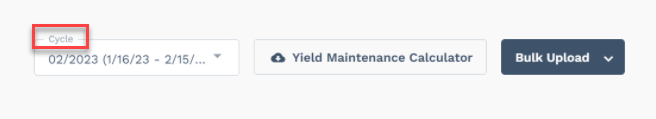 Cycle
02/2023 (1/16/23 - 2/15/...
Yield Maintenance Calculator
Bulk Upload